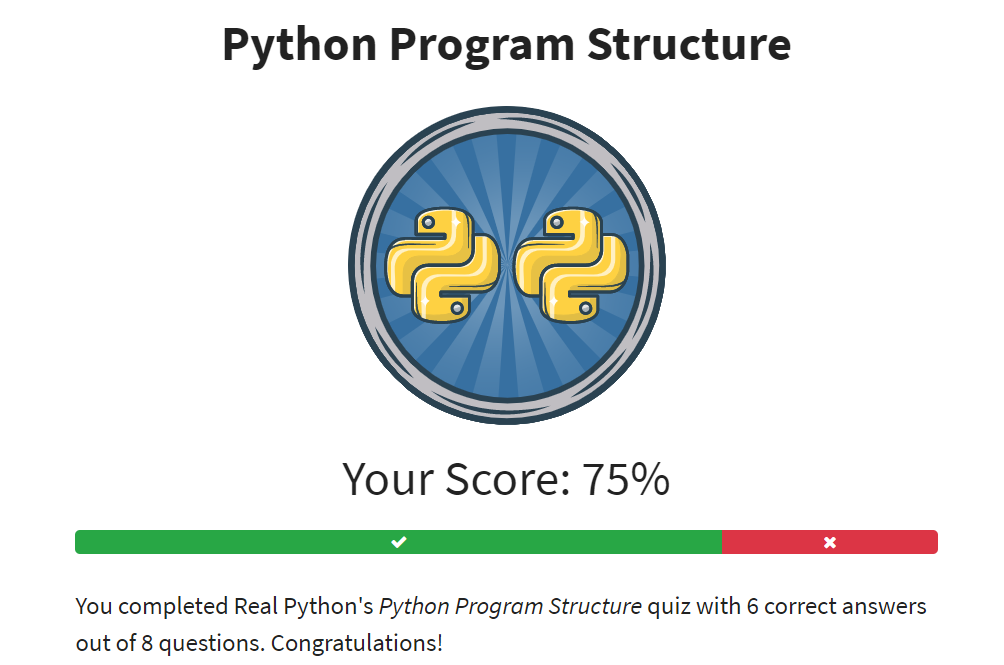 Python Program Structure
Your Score: 75%
You completed Real Python's Python Program Structure quiz with 6 correct answers
out of 8 questions. Congratulations!